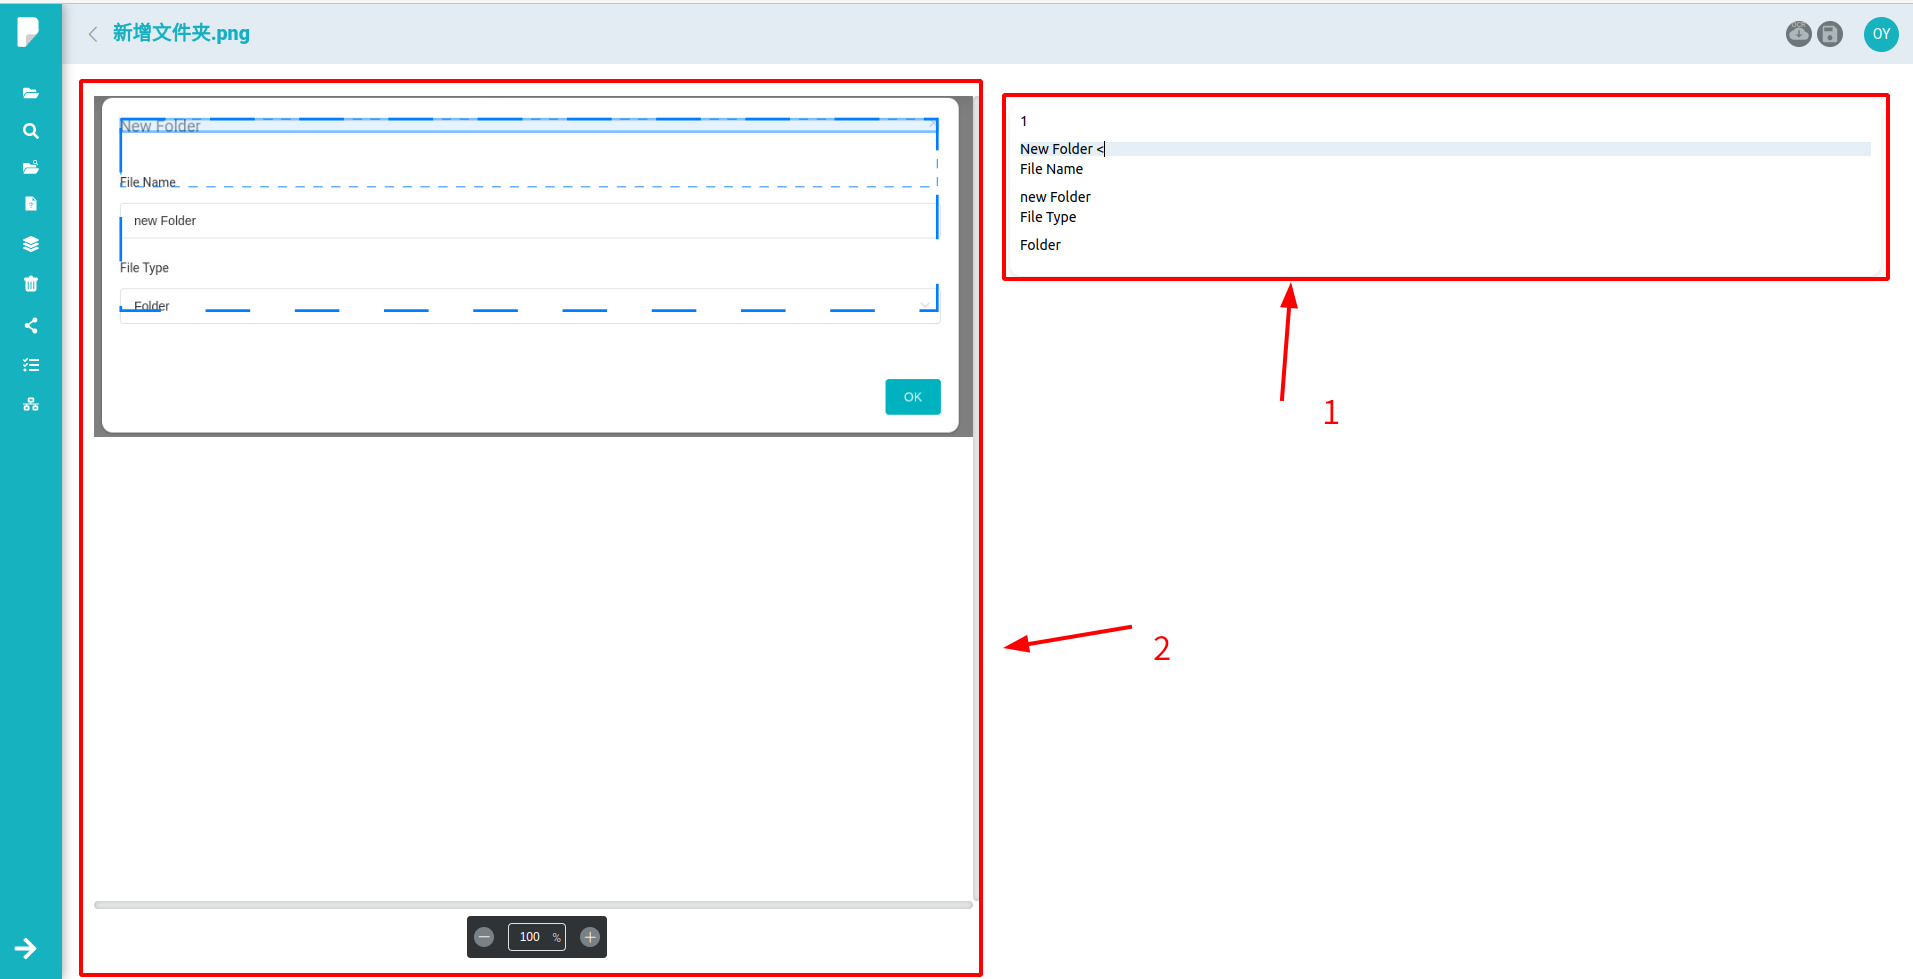 新增文件夹.png
OCR
OY
New Folder
File Name
new Folder
File Type
Folder
OK
100 %
1
New Folder <
File Name
new Folder
File Type
Folder
1
2